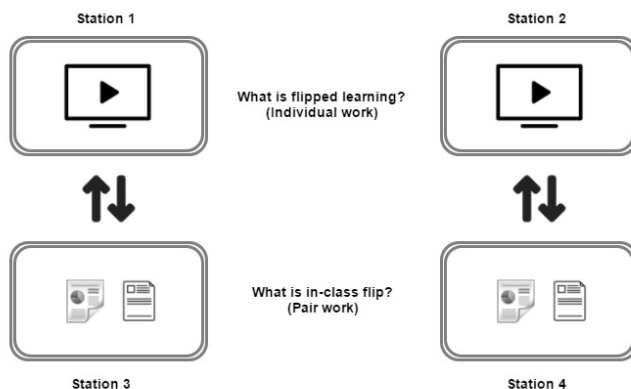 Station 1
Station 2
What is flipped learning?
(Individual work)
What is in-class flip?
(Pair work)
Station 3
Station 4